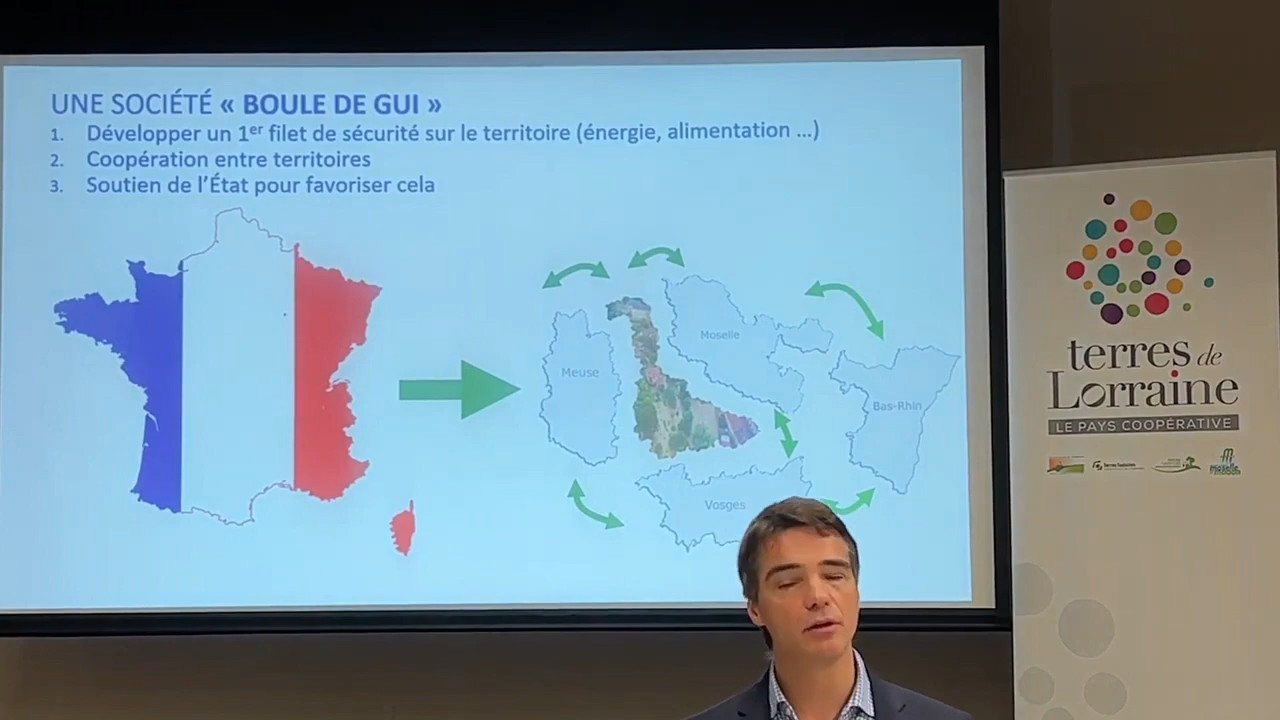 UNE SOCIÉTÉ « BOULE DE GUI »
1. Développer un 1er filet de sécurité sur le territoire (énergie, alimentation ...)
2. Coopération entre territoires
3. Soutien de l'État pour favoriser cela
Moselle
Meuse
Bas-Rhin
Vosges
terres de
Lorraine
LE PAYS COOPÉRATIVE